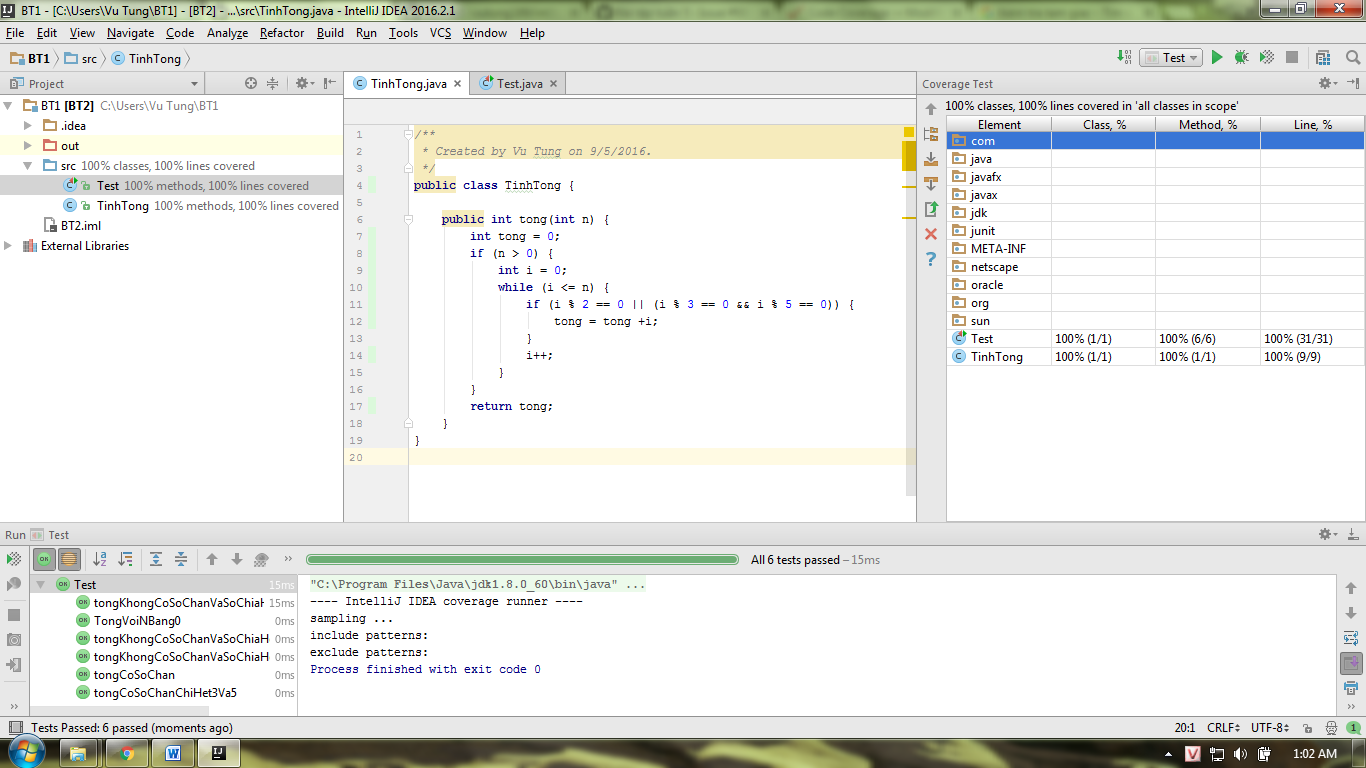 BT1 - [C:\Users\Vu Tung\BT1] - [BT2] - ...\src\TinhTong.java - IntelliJ IDEA 2016.2.1
File Edit View Navigate Code Analyze Refactor Build Run Tools VCS Window Help
BT1 src TinhTong Test
Project
TinhTong.java Test.java
Coverage Test
BT1 [BT2] C:\Users\Vu Tung\BT1
.idea
out
src 100% classes, 100% lines covered
Test 100% methods, 100% lines covered
TinhTong 100% methods, 100% lines covered
BT2.iml
External Libraries
1 /**
2 * Created by Vu Tung on 9/5/2016.
3 */
4 public class TinhTong {
5
6 public int tong(int n) {
7 int tong = 0;
8 if (n > 0) {
9 int i = 0;
10 while (i <= n) {
11 if (i % 2 == 0 || (i % 3 == 0 && i % 5 == 0)) {
12 tong = tong +i;
13 }
14 i++;
15 }
16 }
17 return tong;
18 }
19 }
20
100% classes, 100% lines covered in 'all classes in scope'
Element Class, % Method, % Line, %
com
java
javafx
javax
jdk
junit
META-INF
netscape
oracle
org
sun
Test 100% (1/1) 100% (6/6) 100% (31/31)
TinhTong 100% (1/1) 100% (1/1) 100% (9/9)
Run Test
All 6 tests passed – 15ms
Test 15ms
tongKhongCoSoChanVaSoChiaH 15ms
TongVoiNBang0 0ms
tongKhongCoSoChanVaSoChiaH 0ms
tongKhongCoSoChanVaSoChiaH 0ms
tongCoSoChan 0ms
tongCoSoChanChiHet3Va5 0ms
"C:\Program Files\Java\jdk1.8.0_60\bin\java" ...
---- IntelliJ IDEA coverage runner ----
sampling ...
include patterns:
exclude patterns:
Process finished with exit code 0
Tests Passed: 6 passed (moments ago) 20:1 CRLF UTF-8 1
1:02 AM